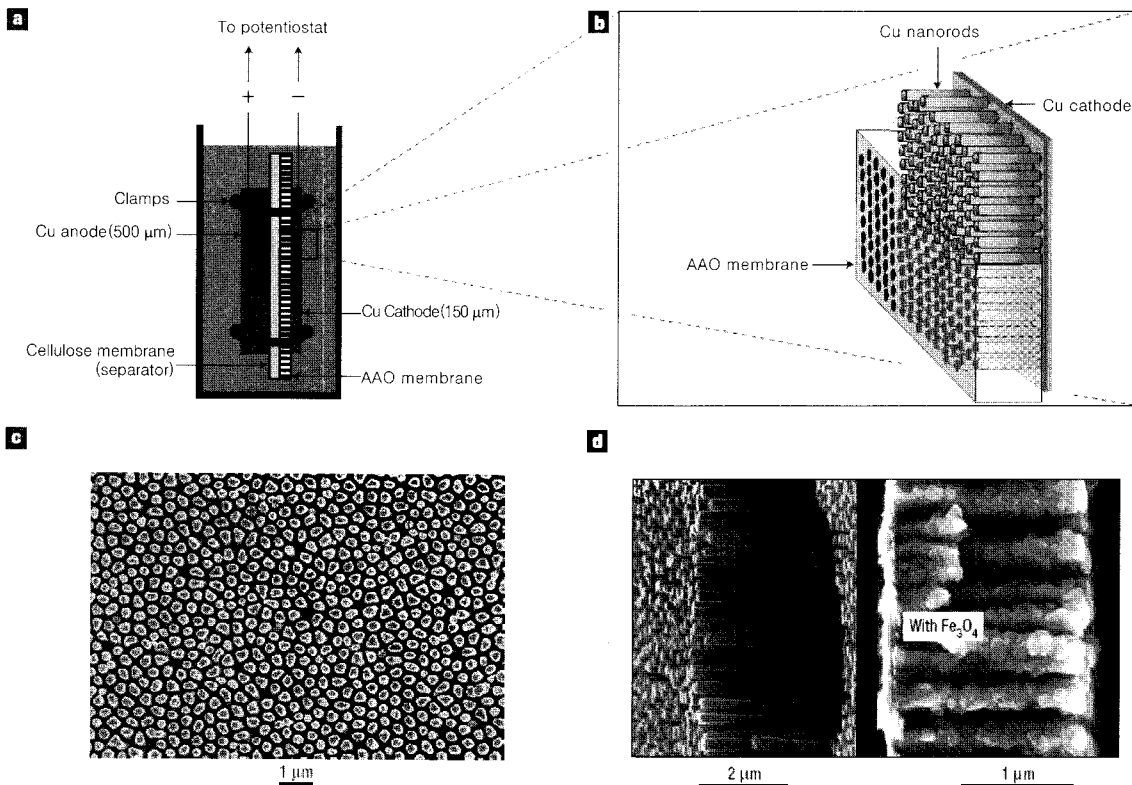 a
To potentiostat
+ −
Clamps
Cu anode(500 μm)
Cu Cathode(150 μm)
Cellulose membrane
(separator)
AAO membrane
b
Cu nanorods
Cu cathode
AAO membrane
c
1 μm
d
With Fe₃O₄
2 μm
1 μm